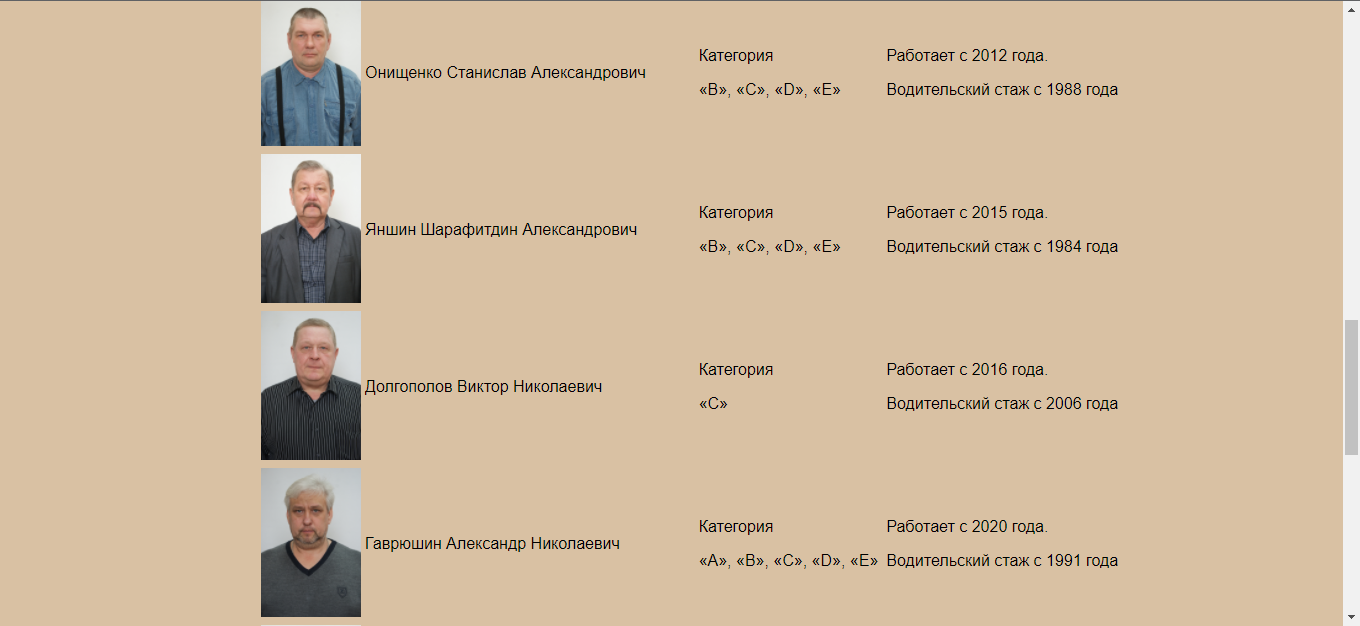 Онищенко Станислав Александрович
Категория
«B», «C», «D», «E»
Работает с 2012 года.
Водительский стаж с 1988 года
Яншин Шарафитдин Александрович
Категория
«B», «C», «D», «E»
Работает с 2015 года.
Водительский стаж с 1984 года
Долгополов Виктор Николаевич
Категория
«C»
Работает с 2016 года.
Водительский стаж с 2006 года
Гаврюшин Александр Николаевич
Категория
«A», «B», «C», «D», «E»
Работает с 2020 года.
Водительский стаж с 1991 года